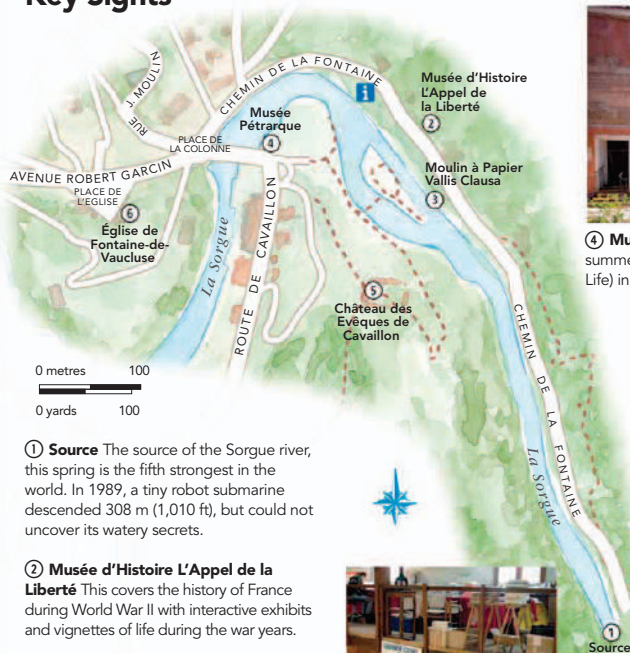 Key Sights
CHEMIN DE LA FONTAINE
RUE J. MOULIN
Musée d'Histoire
L'Appel de
la Liberté
2
i
Musée
Pétrarque
4
PLACE DE
LA COLONNE
Moulin à Papier
Vallis Clausa
3
AVENUE ROBERT GARCIN
PLACE DE
L'EGLISE
6
Église de
Fontaine-de-
Vaucluse
La Sorgue
ROUTE DE CAVAILLON
5
Château des
Evêques de
Cavaillon
CHEMIN DE LA FONTAINE
La Sorgue
1
Source
0 metres 100
0 yards 100
① Source The source of the Sorgue river,
this spring is the fifth strongest in the
world. In 1989, a tiny robot submarine
descended 308 m (1,010 ft), but could not
uncover its watery secrets.
② Musée d'Histoire L'Appel de la
Liberté This covers the history of France
during World War II with interactive exhibits
and vignettes of life during the war years.
④ Mu
summe
Life) in